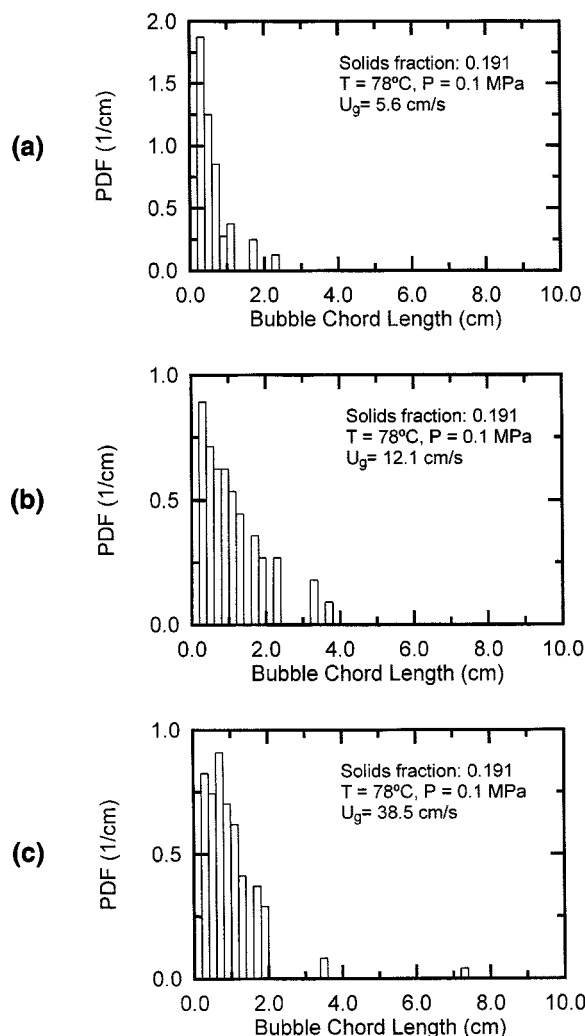 (a)
PDF (1/cm)
2.0
1.5
1.0
0.5
0.0
Solids fraction: 0.191
T = 78ºC, P = 0.1 MPa
Ug= 5.6 cm/s
0.0 2.0 4.0 6.0 8.0 10.0
Bubble Chord Length (cm)
(b)
PDF (1/cm)
1.0
0.5
0.0
Solids fraction: 0.191
T = 78ºC, P = 0.1 MPa
Ug= 12.1 cm/s
0.0 2.0 4.0 6.0 8.0 10.0
Bubble Chord Length (cm)
(c)
PDF (1/cm)
1.0
0.5
0.0
Solids fraction: 0.191
T = 78ºC, P = 0.1 MPa
Ug= 38.5 cm/s
0.0 2.0 4.0 6.0 8.0 10.0
Bubble Chord Length (cm)